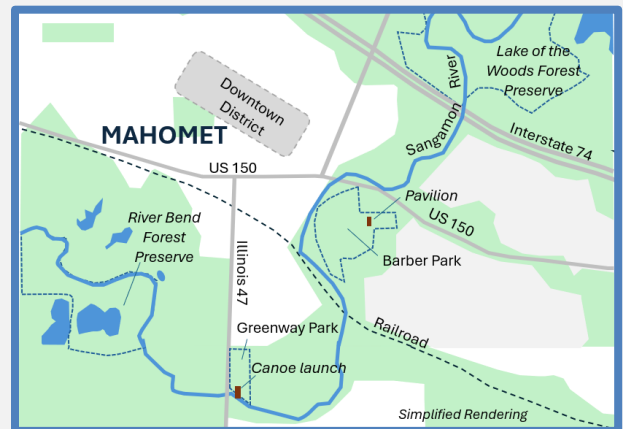 Lake of the
Woods Forest
Preserve
Sangamon River
Interstate 74
Downtown
District
MAHOMET
US 150
Pavilion
US 150
River Bend
Forest
Preserve
Barber Park
Illinois 47
Railroad
Greenway Park
Canoe launch
Simplified Rendering